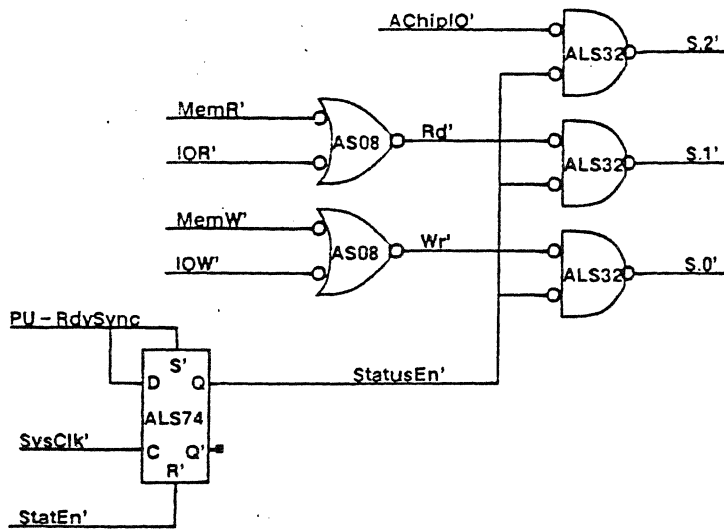 AChipIO'
ALS32
S.2'
MemR'
IOR'
AS08
Rd'
ALS32
S.1'
MemW'
IOW'
AS08
Wr'
ALS32
S.0'
PU-RdySync
S'
D
Q
StatusEn'
ALS74
SysClk'
C
Q'
R'
StatEn'